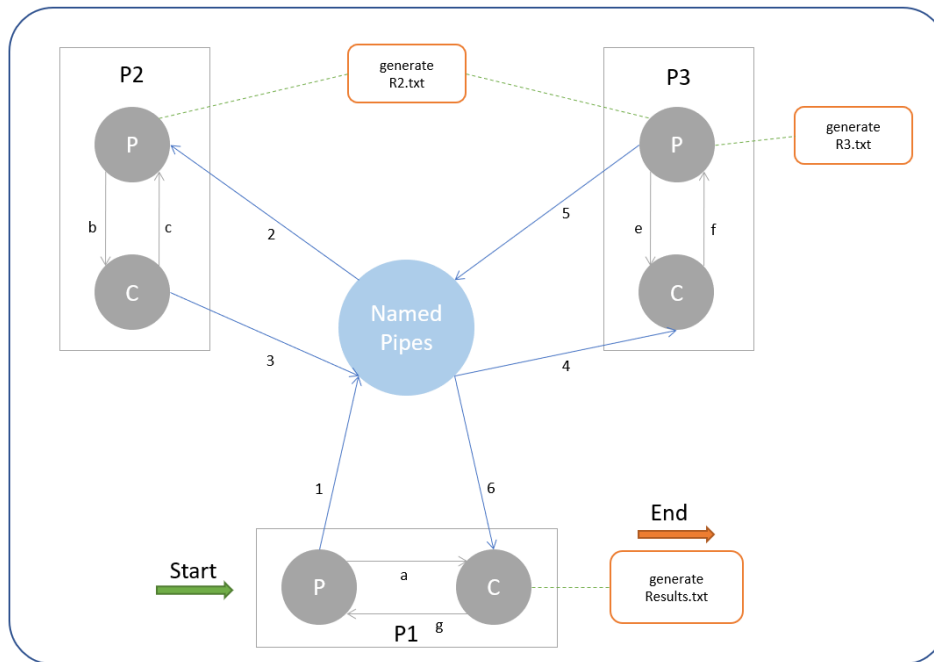 P2
generate
R2.txt
P3
P
P
generate
R3.txt
b
c
2
5
e
f
C
C
Named
Pipes
3
4
1
6
End
Start
P
a
C
generate
Results.txt
g
P1